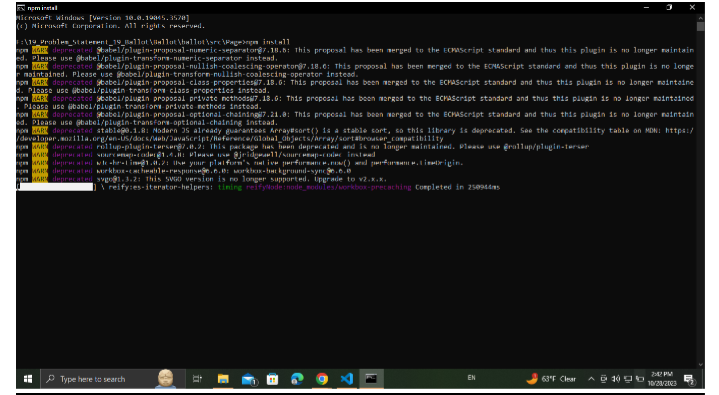 npm install
Microsoft Windows [Version 10.0.19045.3570]
(c) Microsoft Corporation. All rights reserved.
F:\19_Problem_Statement_19_Ballot\Ballot\ballot\src\Page>npm install
npm WARN deprecated @babel/plugin-proposal-numeric-separator@7.18.6: This proposal has been merged to the ECMAScript standard and thus this plugin is no longer maintain
ed. Please use @babel/plugin-transform-numeric-separator instead.
npm WARN deprecated @babel/plugin-proposal-nullish-coalescing-operator@7.18.6: This proposal has been merged to the ECMAScript standard and thus this plugin is no longe
r maintained. Please use @babel/plugin-transform-nullish-coalescing-operator instead.
npm WARN deprecated @babel/plugin-proposal-class-properties@7.18.6: This proposal has been merged to the ECMAScript standard and thus this plugin is no longer maintaine
d. Please use @babel/plugin-transform-class-properties instead.
npm WARN deprecated @babel/plugin-proposal-private-methods@7.18.6: This proposal has been merged to the ECMAScript standard and thus this plugin is no longer maintained
. Please use @babel/plugin-transform-private-methods instead.
npm WARN deprecated @babel/plugin-proposal-optional-chaining@7.21.0: This proposal has been merged to the ECMAScript standard and thus this plugin is no longer maintain
ed. Please use @babel/plugin-transform-optional-chaining instead.
npm WARN deprecated stable@0.1.8: Modern JS already guarantees Array#sort() is a stable sort, so this library is deprecated. See the compatibility table on MDN: https:/
/developer.mozilla.org/en-US/docs/Web/JavaScript/Reference/Global_Objects/Array/sort#browser_compatibility
npm WARN deprecated rollup-plugin-terser@7.0.2: This package has been deprecated and is no longer maintained. Please use @rollup/plugin-terser
npm WARN deprecated sourcemap-codec@1.4.8: Please use @jridgewell/sourcemap-codec instead
npm WARN deprecated w3c-hr-time@1.0.2: Use your platform's native performance.now() and performance.timeOrigin.
npm WARN deprecated workbox-cacheable-response@6.6.0: workbox-background-sync@6.6.0
npm WARN deprecated svgo@1.3.2: This SVGO version is no longer supported. Upgrade to v2.x.x.
[ ] \ reify:es-iterator-helpers: timing reifyNode:node_modules/workbox-precaching Completed in 250944ms
Type here to search
EN
63°F Clear
2:42 PM
10/28/2023